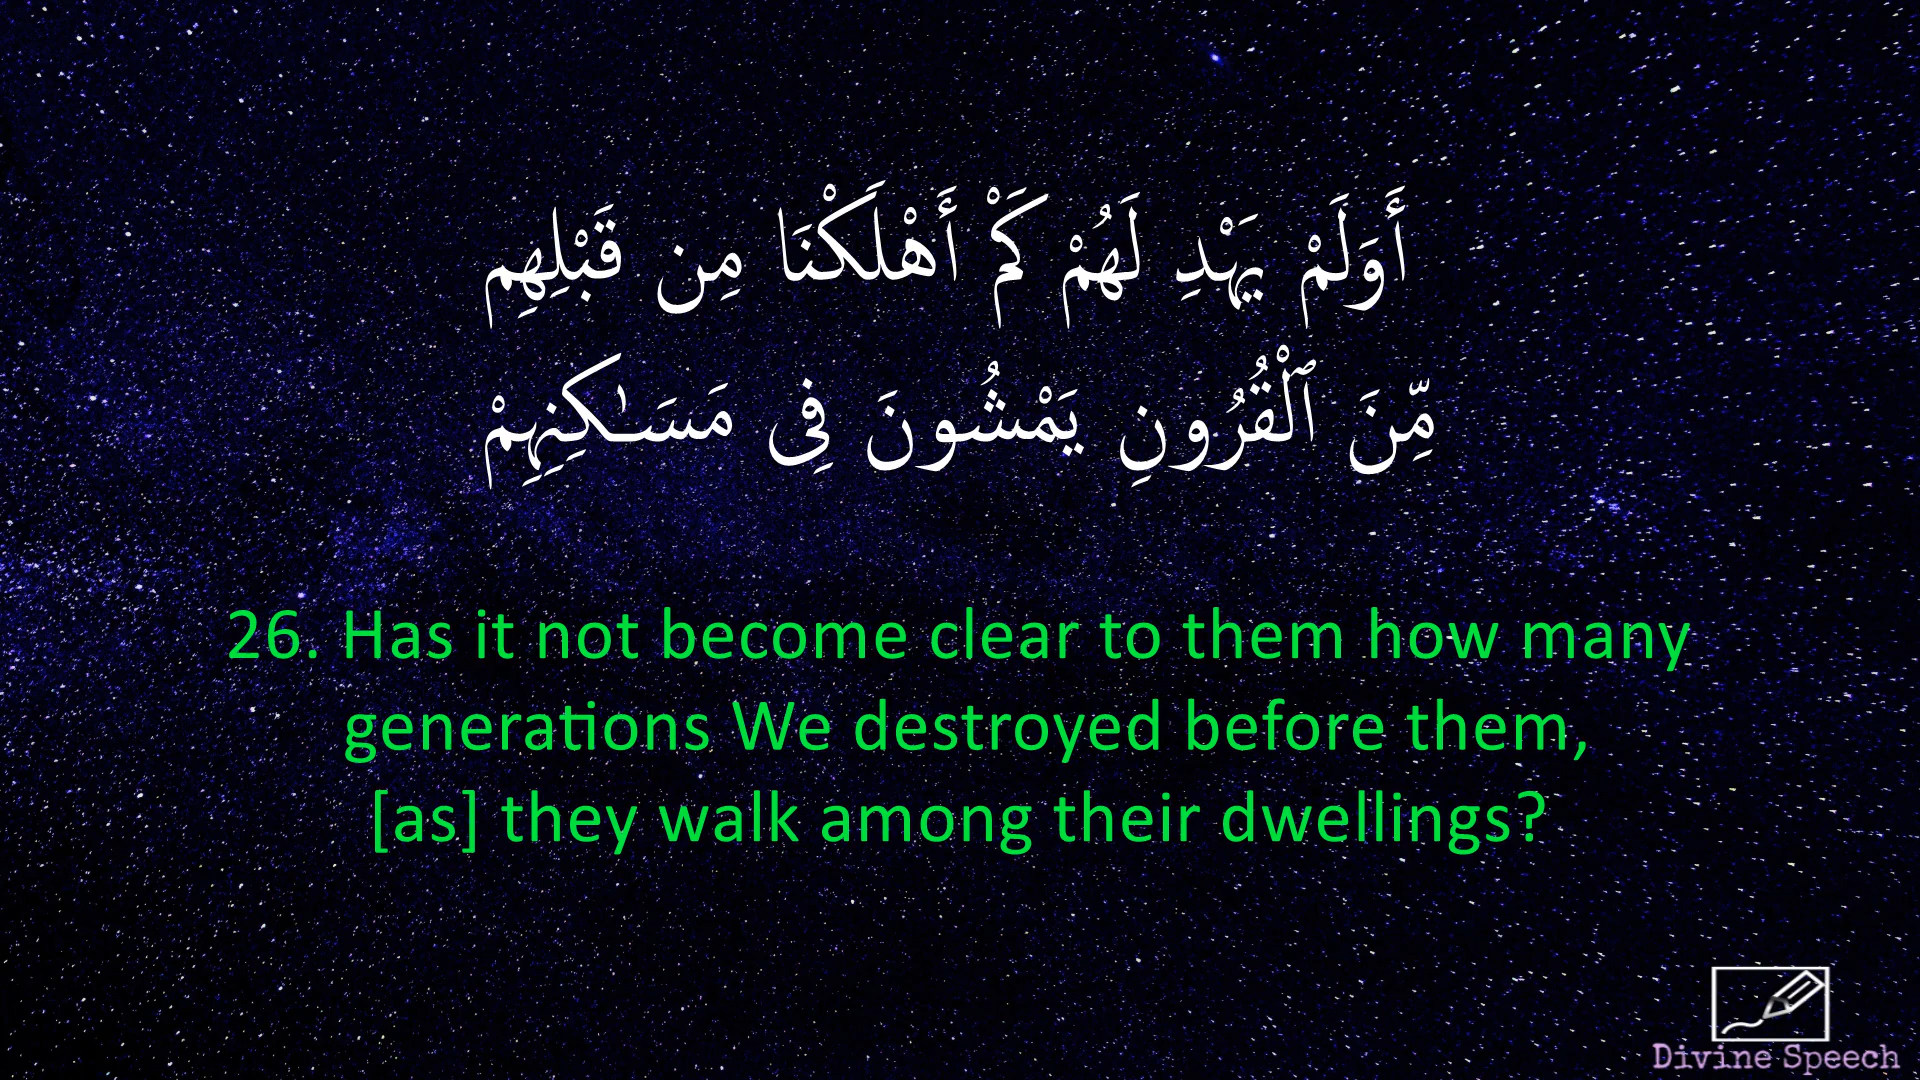 أَوَلَمْ يَهْدِ لَهُمْ كَمْ أَهْلَكْنَا مِن قَبْلِهِم
مِّنَ ٱلْقُرُونِ يَمْشُونَ فِى مَسَـٰكِنِهِمْ
26. Has it not become clear to them how many
generations We destroyed before them,
[as] they walk among their dwellings?
Divine Speech